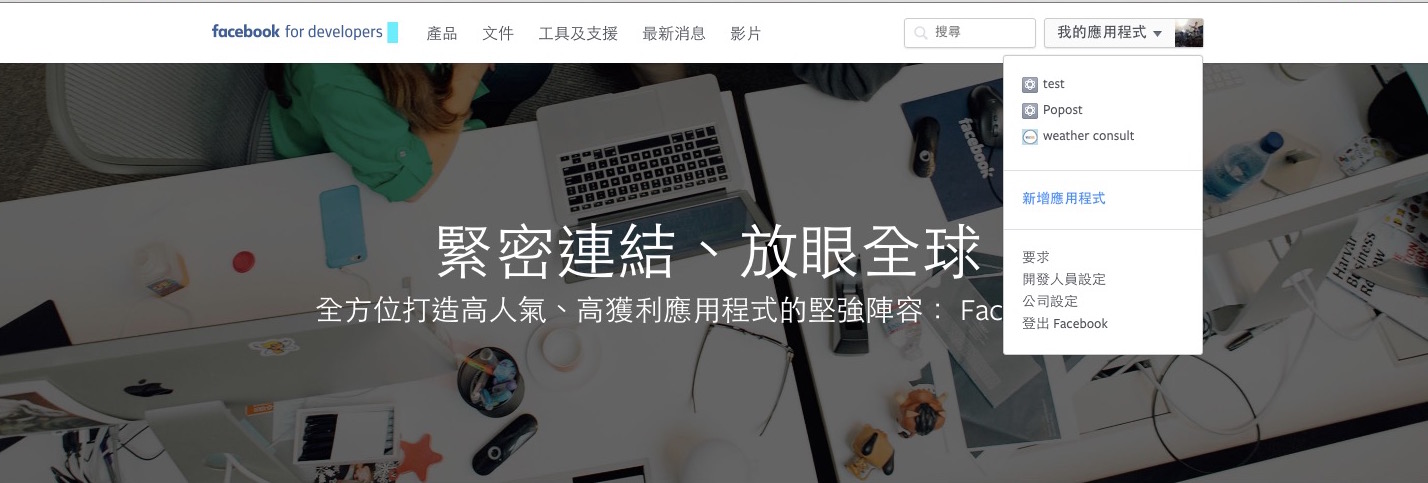 facebook for developers 產品 文件 工具及支援 最新消息 影片 搜尋 我的應用程式
test
Popost
weather consult
新增應用程式
要求
開發人員設定
公司設定
登出 Facebook
緊密連結、放眼全球
全方位打造高人氣、高獲利應用程式的堅強陣容： Fac
facebook
Harvard
Business